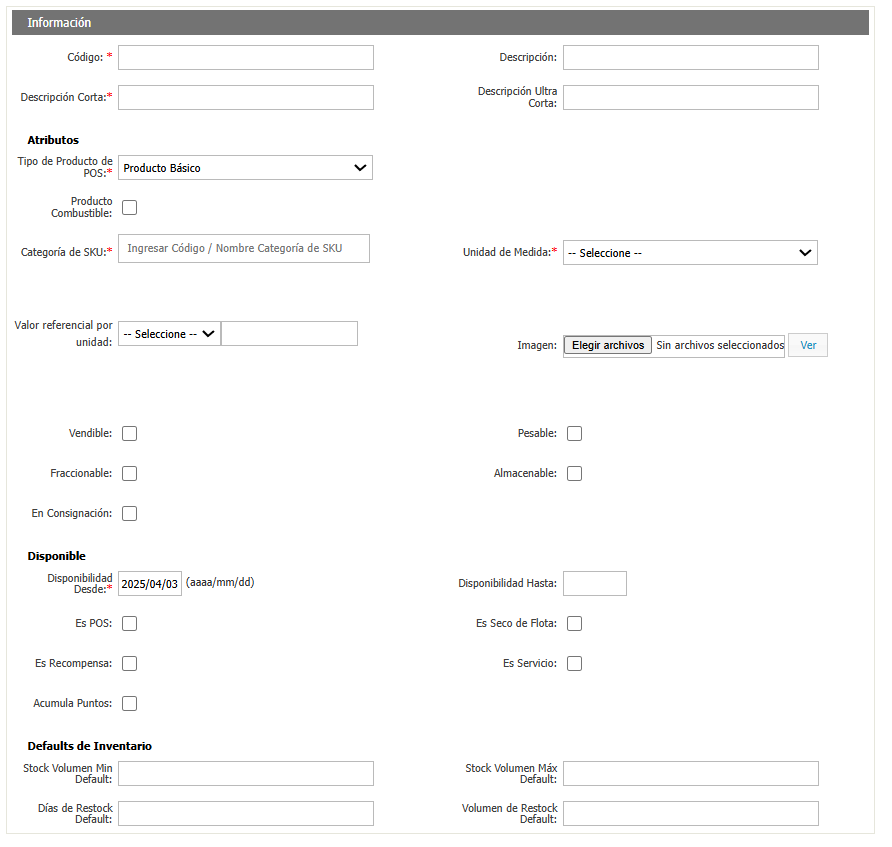 Información
Código: *
Descripción:
Descripción Corta:*
Descripción Ultra
Corta:
Atributos
Tipo de Producto de
POS:*
Producto Básico
Producto
Combustible:
Categoría de SKU:*
Ingresar Código / Nombre Categoría de SKU
Unidad de Medida:*
-- Seleccione --
Valor referencial por
unidad:
-- Seleccione --
Imagen:
Elegir archivos
Sin archivos seleccionados
Ver
Vendible:
Pesable:
Fraccionable:
Almacenable:
En Consignación:
Disponible
Disponibilidad
Desde:*
2025/04/03
(aaaa/mm/dd)
Disponibilidad Hasta:
Es POS:
Es Seco de Flota:
Es Recompensa:
Es Servicio:
Acumula Puntos:
Defaults de Inventario
Stock Volumen Min
Default:
Stock Volumen Máx
Default:
Días de Restock
Default:
Volumen de Restock
Default: